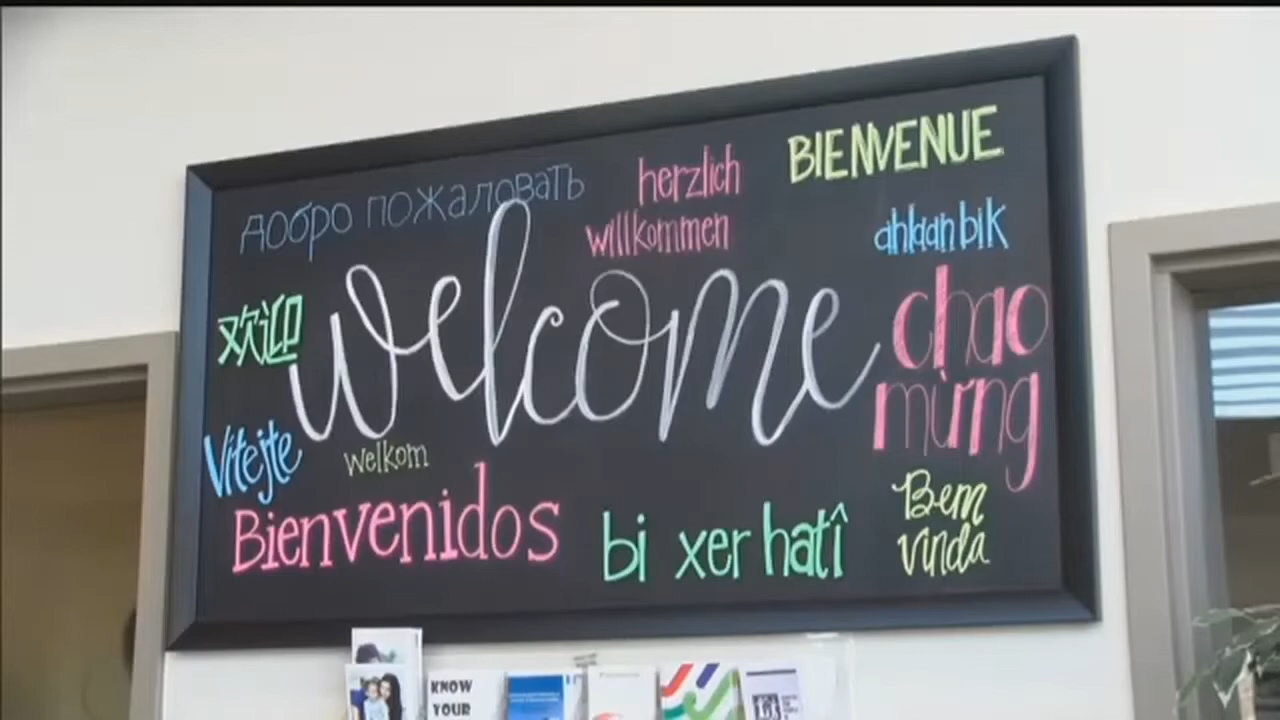 добро пожаловать
herzlich
willkommen
BIENVENUE
ahlaan bik
欢迎
welcome
chao
mừng
Vítejte
welkom
Bienvenidos
bi xer hatî
Bem
vinda
KNOW
YOUR